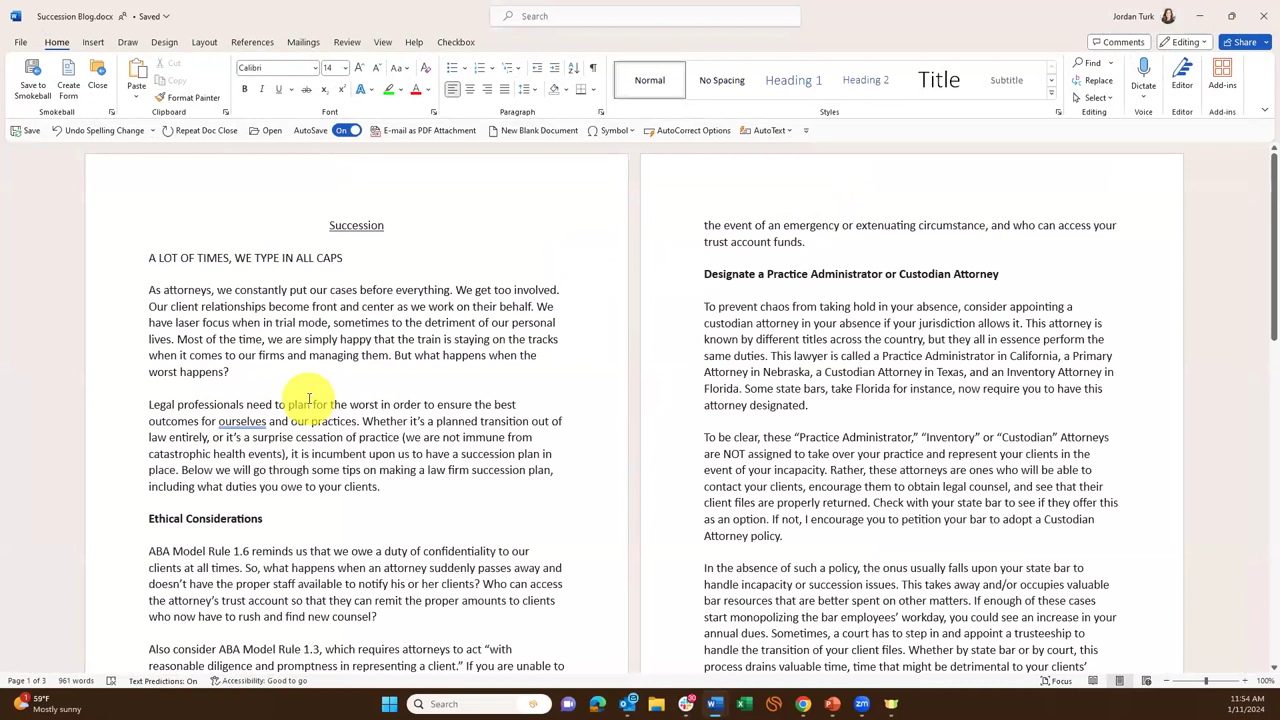 Succession Blog.docx • Saved
Search
Jordan Turk
File Home Insert Draw Design Layout References Mailings Review View Help Checkbox
Comments Editing Share
Save to Smokeball
Create Form
Close
Smokeball
Paste
Cut
Copy
Format Painter
Clipboard
Calibri 14
Font
Paragraph
Normal No Spacing Heading 1 Heading 2 Title Subtitle
Styles
Find
Replace
Select
Editing
Dictate
Voice
Editor
Editor
Add-ins
Add-ins
Save Undo Spelling Change Repeat Doc Close Open AutoSave On E-mail as PDF Attachment New Blank Document Symbol AutoCorrect Options AutoText
Succession
A LOT OF TIMES, WE TYPE IN ALL CAPS
As attorneys, we constantly put our cases before everything. We get too involved.
Our client relationships become front and center as we work on their behalf. We
have laser focus when in trial mode, sometimes to the detriment of our personal
lives. Most of the time, we are simply happy that the train is staying on the tracks
when it comes to our firms and managing them. But what happens when the
worst happens?
Legal professionals need to plan for the worst in order to ensure the best
outcomes for ourselves and our practices. Whether it's a planned transition out of
law entirely, or it's a surprise cessation of practice (we are not immune from
catastrophic health events), it is incumbent upon us to have a succession plan in
place. Below we will go through some tips on making a law firm succession plan,
including what duties you owe to your clients.
Ethical Considerations
ABA Model Rule 1.6 reminds us that we owe a duty of confidentiality to our
clients at all times. So, what happens when an attorney suddenly passes away and
doesn't have the proper staff available to notify his or her clients? Who can access
the attorney's trust account so that they can remit the proper amounts to clients
who now have to rush and find new counsel?
Also consider ABA Model Rule 1.3, which requires attorneys to act "with
reasonable diligence and promptness in representing a client." If you are unable to
the event of an emergency or extenuating circumstance, and who can access your
trust account funds.
Designate a Practice Administrator or Custodian Attorney
To prevent chaos from taking hold in your absence, consider appointing a
custodian attorney in your absence if your jurisdiction allows it. This attorney is
known by different titles across the country, but they all in essence perform the
same duties. This lawyer is called a Practice Administrator in California, a Primary
Attorney in Nebraska, a Custodian Attorney in Texas, and an Inventory Attorney in
Florida. Some state bars, take Florida for instance, now require you to have this
attorney designated.
To be clear, these "Practice Administrator," "Inventory" or "Custodian" Attorneys
are NOT assigned to take over your practice and represent your clients in the
event of your incapacity. Rather, these attorneys are ones who will be able to
contact your clients, encourage them to obtain legal counsel, and see that their
client files are properly returned. Check with your state bar to see if they offer this
as an option. If not, I encourage you to petition your bar to adopt a Custodian
Attorney policy.
In the absence of such a policy, the onus usually falls upon your state bar to
handle incapacity or succession issues. This takes away and/or occupies valuable
bar resources that are better spent on other matters. If enough of these cases
start monopolizing the bar employees' workday, you could see an increase in your
annual dues. Sometimes, a court has to step in and appoint a trusteeship to
handle the transition of your client files. Whether by state bar or by court, this
process drains valuable time, time that might be detrimental to your clients'
Page 1 of 3 961 words Text Predictions: On Accessibility: Good to go Focus 100%
59°F
Mostly sunny
Search
11:54 AM
1/11/2024